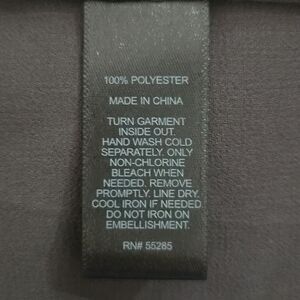 100% POLYESTER
MADE IN CHINA
TURN GARMENT
INSIDE OUT.
HAND WASH COLD
SEPARATELY. ONLY
NON-CHLORINE
BLEACH WHEN
NEEDED. REMOVE
PROMPTLY. LINE DRY.
COOL IRON IF NEEDED.
DO NOT IRON ON
EMBELLISHMENT.
RN# 55285